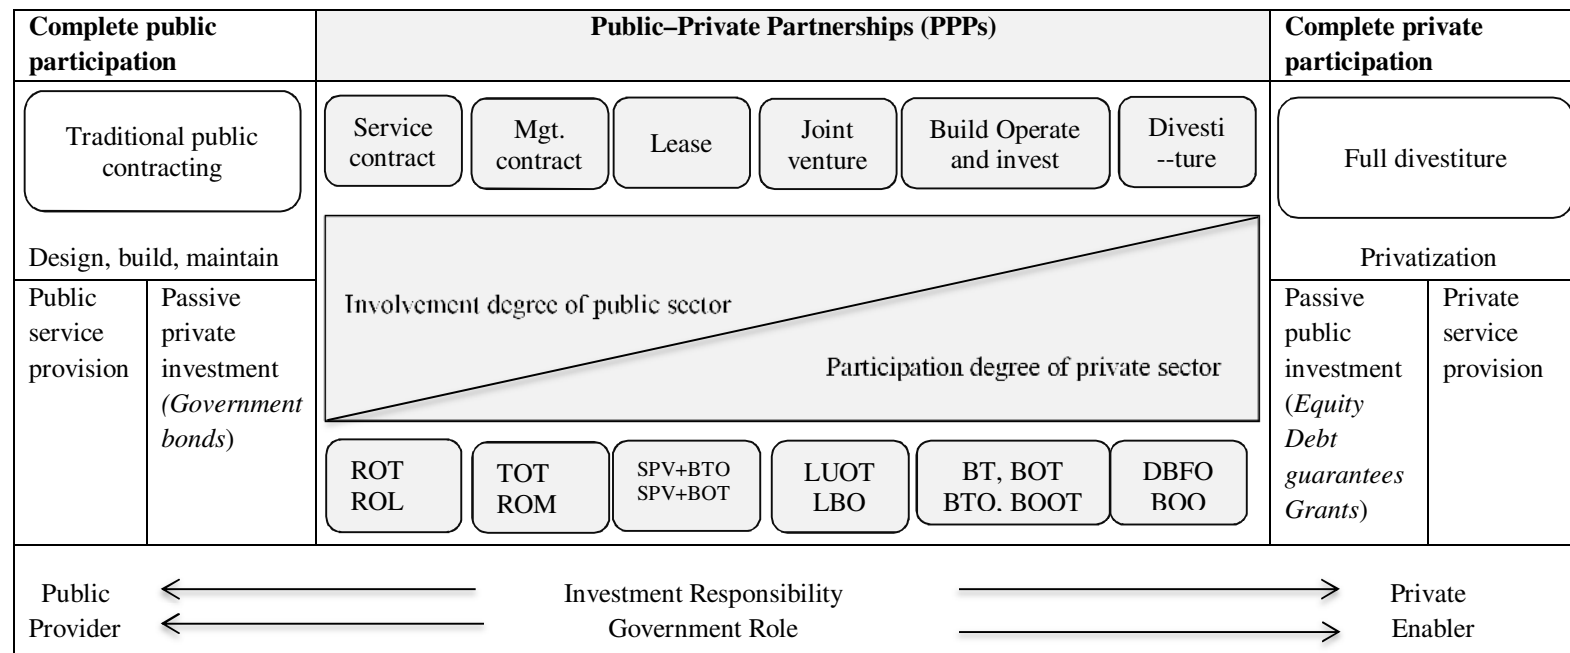 Complete public
participation
Public–Private Partnerships (PPPs)
Complete private
participation
Traditional public
contracting
Service
contract
Mgt.
contract
Lease
Joint
venture
Build Operate
and invest
Divesti
--ture
Full divestiture
Design, build, maintain
Privatization
Public
service
provision
Passive
private
investment
(Government
bonds)
Involvement degree of public sector
Participation degree of private sector
Passive
public
investment
(Equity
Debt
guarantees
Grants)
Private
service
provision
ROT
ROL
TOT
ROM
SPV+BTO
SPV+BOT
LUOT
LBO
BT, BOT
BTO, BOOT
DBFO
BOO
Public
Investment Responsibility
Private
Provider
Government Role
Enabler